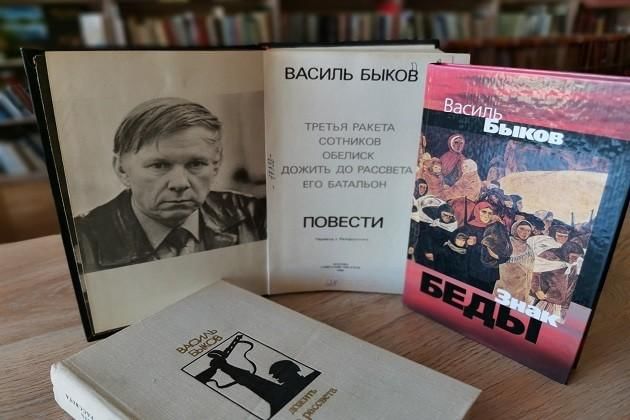 ВАСИЛЬ БЫКОВ
ТРЕТЬЯ РАКЕТА
СОТНИКОВ
ОБЕЛИСК
ДОЖИТЬ ДО РАССВЕТА
ЕГО БАТАЛЬОН
ПОВЕСТИ
Василь
Быков
Знак
БЕДЫ
ВАСИЛЬ
БЫКОВ
дожить
до
рассвета